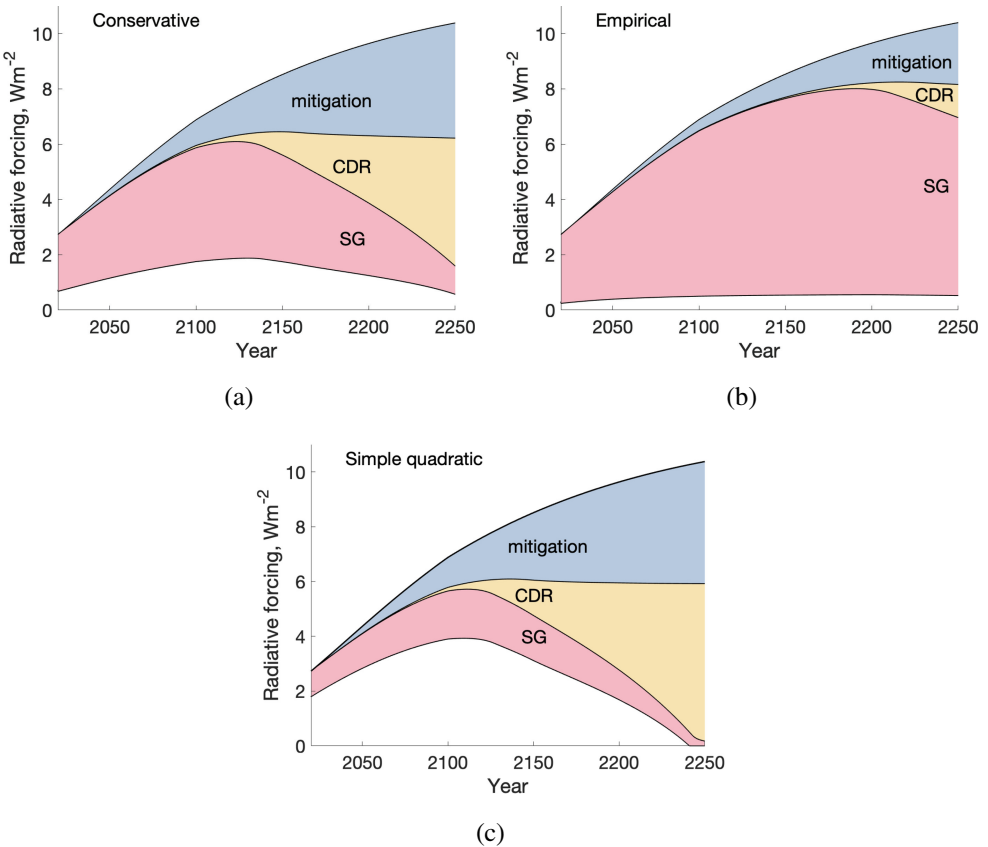 Conservative
Radiative forcing, Wm-2
10
8
6
4
2
0
mitigation
CDR
SG
2050 2100 2150 2200 2250
Year
(a)
Empirical
Radiative forcing, Wm-2
10
8
6
4
2
0
mitigation
CDR
SG
2050 2100 2150 2200 2250
Year
(b)
Simple quadratic
Radiative forcing, Wm-2
10
8
6
4
2
0
mitigation
CDR
SG
2050 2100 2150 2200 2250
Year
(c)